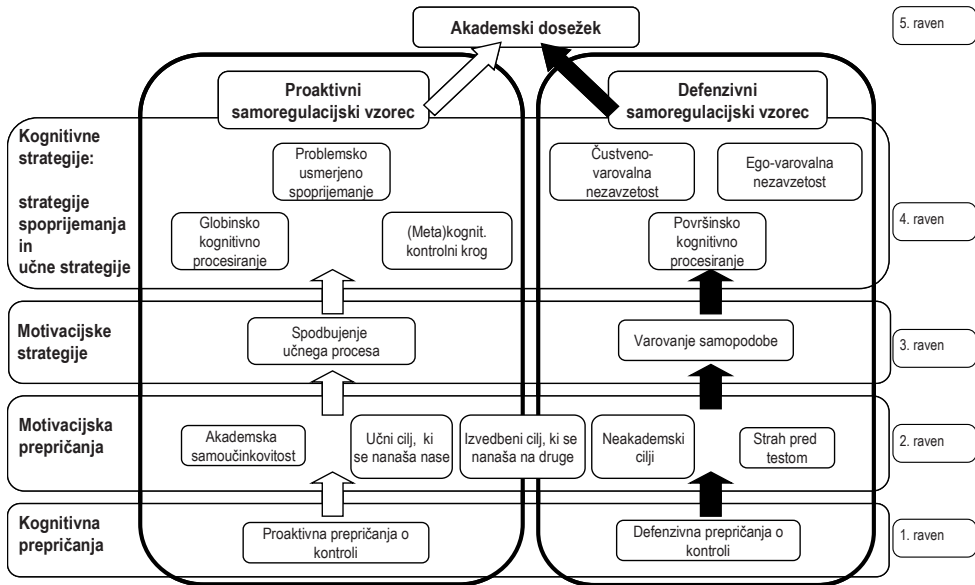 Akademski dosežek
5. raven
Proaktivni
samoregulacijski vzorec
Defenzivni
samoregulacijski vzorec
Kognitivne
strategije:
strategije
spoprijemanja
in
učne strategije
Problemsko
usmerjeno
spoprijemanje
Globinsko
kognitivno
procesiranje
(Meta)kognit.
kontrolni krog
Čustveno-
varovalna
nezavzetost
Ego-varovalna
nezavzetost
Površinsko
kognitivno
procesiranje
4. raven
Motivacijske
strategije
Spodbujenje
učnega procesa
Varovanje samopodobe
3. raven
Motivacijska
prepričanja
Akademska
samoučinkovitost
Učni cilj, ki
se nanaša nase
Izvedbeni cilj, ki se
nanaša na druge
Neakademski
cilji
Strah pred
testom
2. raven
Kognitivna
prepričanja
Proaktivna prepričanja o
kontroli
Defenzivna prepričanja o
kontroli
1. raven